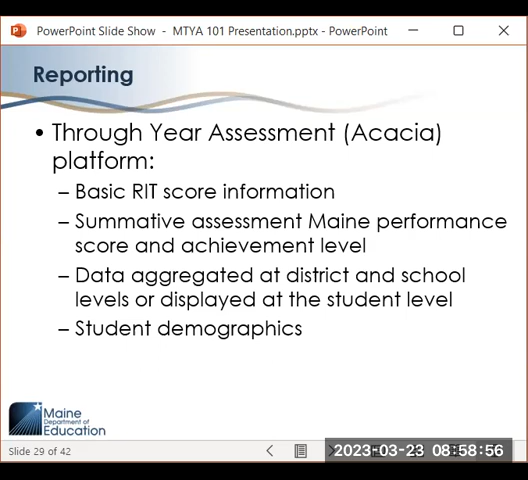 PowerPoint Slide Show - MTYA 101 Presentation.pptx - PowerPoint
Reporting
• Through Year Assessment (Acacia)
platform:
– Basic RIT score information
– Summative assessment Maine performance
score and achievement level
– Data aggregated at district and school
levels or displayed at the student level
– Student demographics
Maine
Department of
Education
Slide 29 of 42
2023-03-23 08:58:56